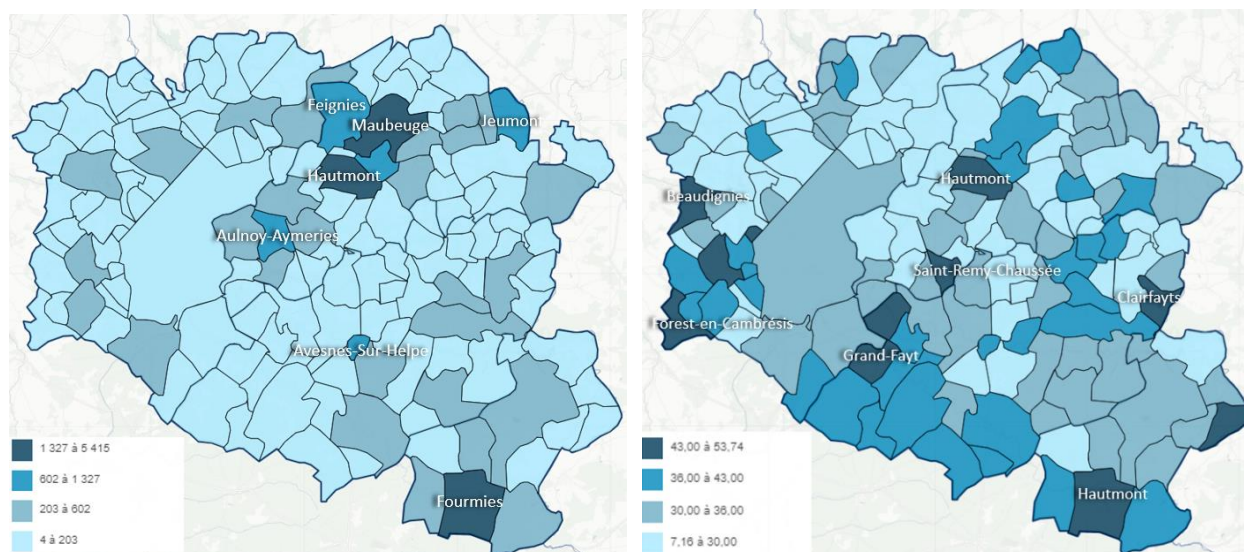 Feignies
Maubeuge
Jeumont
Hautmont
Aulnoy-Aymeries
Avesnes-Sur-Helpe
Fourmies
1 327 à 5 415
602 à 1 327
203 à 602
4 à 203
Hautmont
Beaudignies
Saint-Remy-Chaussée
Clairfayts
Forest-en-Cambrésis
Grand-Fayt
Hautmont
43,00 à 53,74
36,00 à 43,00
30,00 à 36,00
7,16 à 30,00